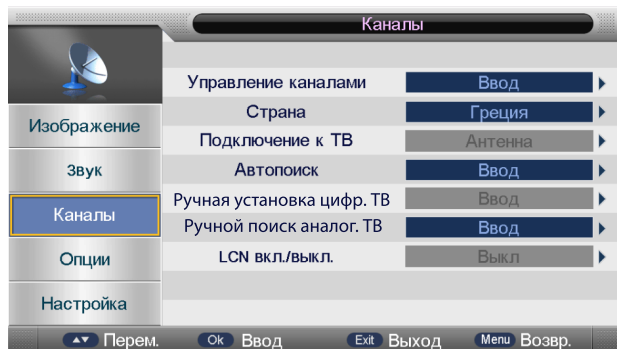 Каналы
Изображение
Звук
Каналы
Опции
Настройка
Управление каналами Ввод
Страна Греция
Подключение к ТВ Антенна
Автопоиск Ввод
Ручная установка цифр. ТВ Ввод
Ручной поиск аналог. ТВ Ввод
LCN вкл./выкл. Выкл
Перем. Ok Ввод Exit Выход Menu Возвр.